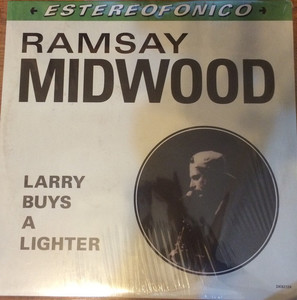 ESTEREOFONICO
RAMSAY
MIDWOOD
LARRY
BUYS
A
LIGHTER